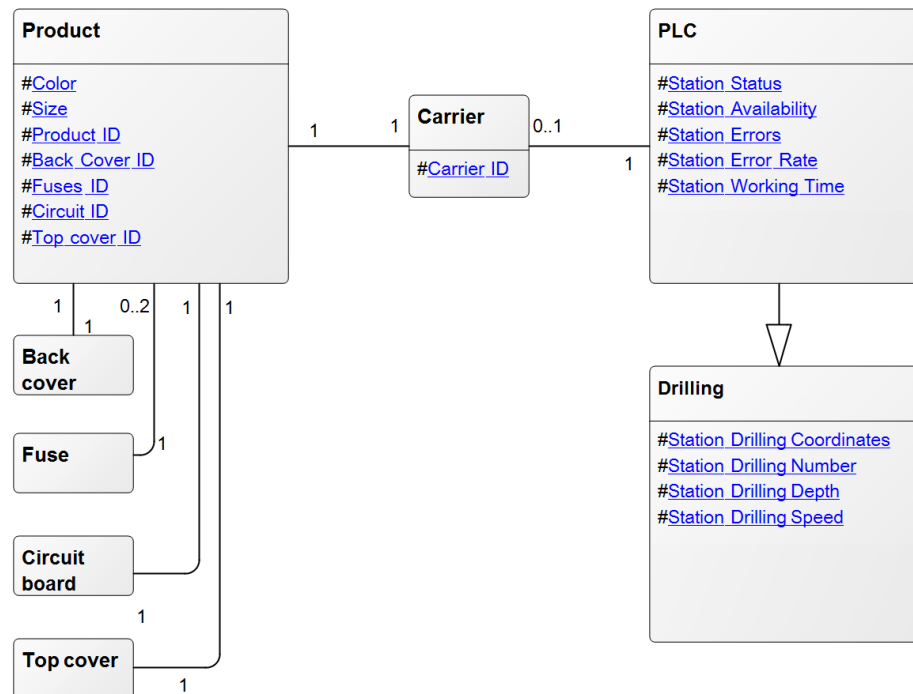 Product
#Color
#Size
#Product ID
#Back Cover ID
#Fuses ID
#Circuit ID
#Top cover ID
1
1
Carrier
#Carrier ID
0..1
1
PLC
#Station Status
#Station Availability
#Station Errors
#Station Error Rate
#Station Working Time
1
0..2
1
1
1
Back
cover
Fuse
1
Circuit
board
1
Top cover
1
Drilling
#Station Drilling Coordinates
#Station Drilling Number
#Station Drilling Depth
#Station Drilling Speed